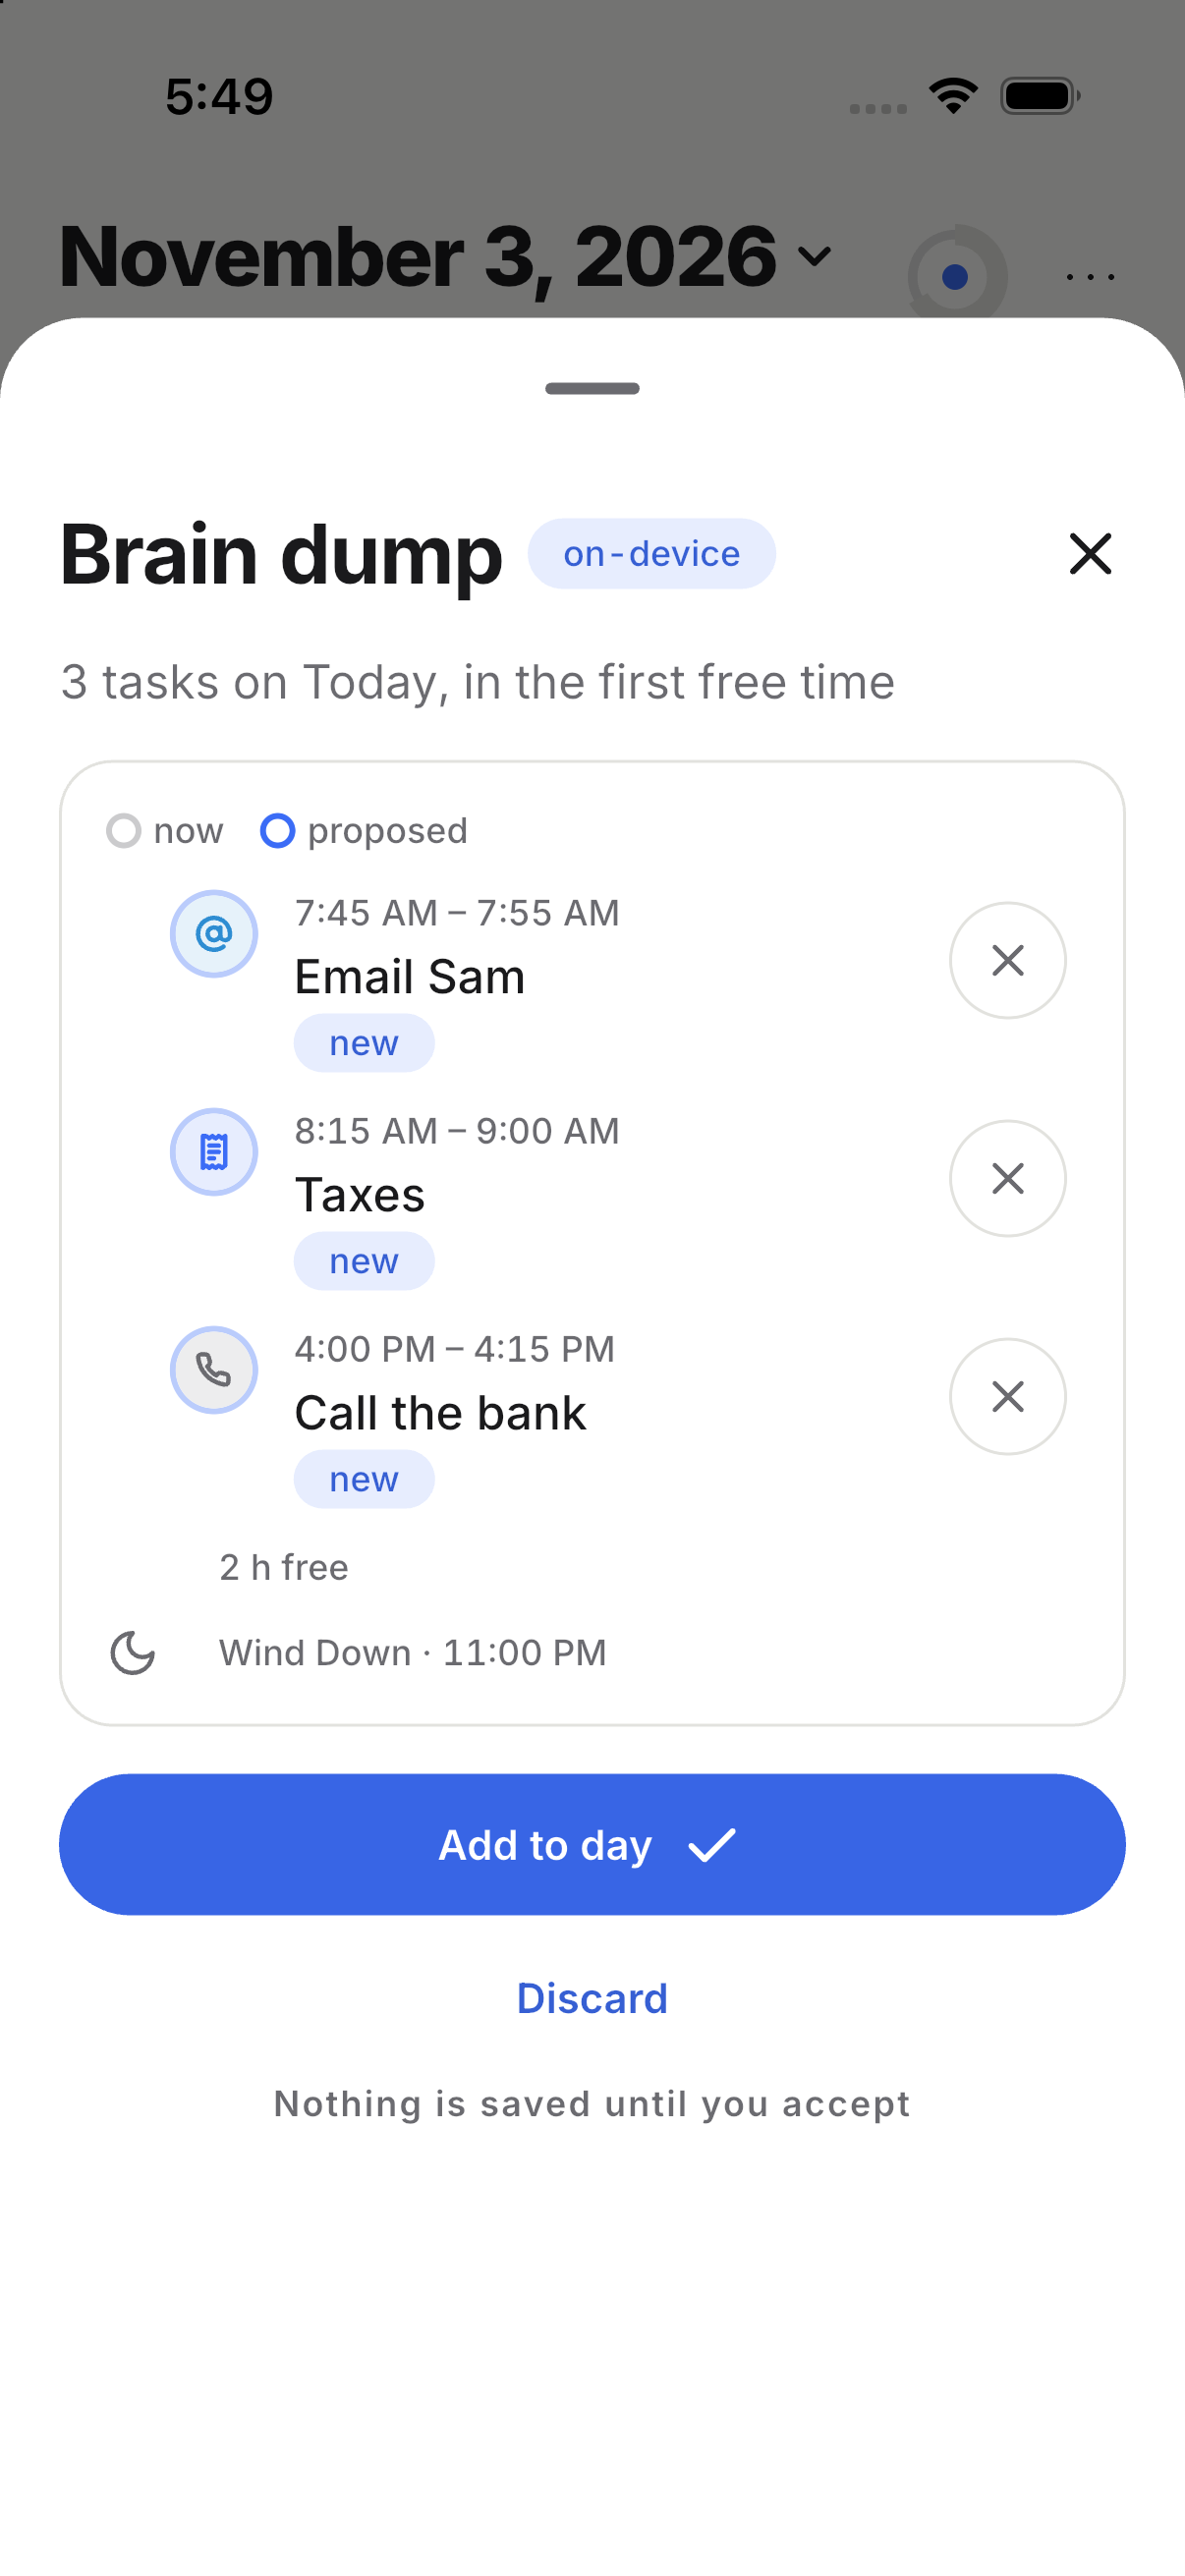 5:49
November 3, 2026
Brain dump on-device
3 tasks on Today, in the first free time
now proposed
7:45 AM – 7:55 AM
Email Sam
new
8:15 AM – 9:00 AM
Taxes
new
4:00 PM – 4:15 PM
Call the bank
new
2 h free
Wind Down · 11:00 PM
Add to day
Discard
Nothing is saved until you accept